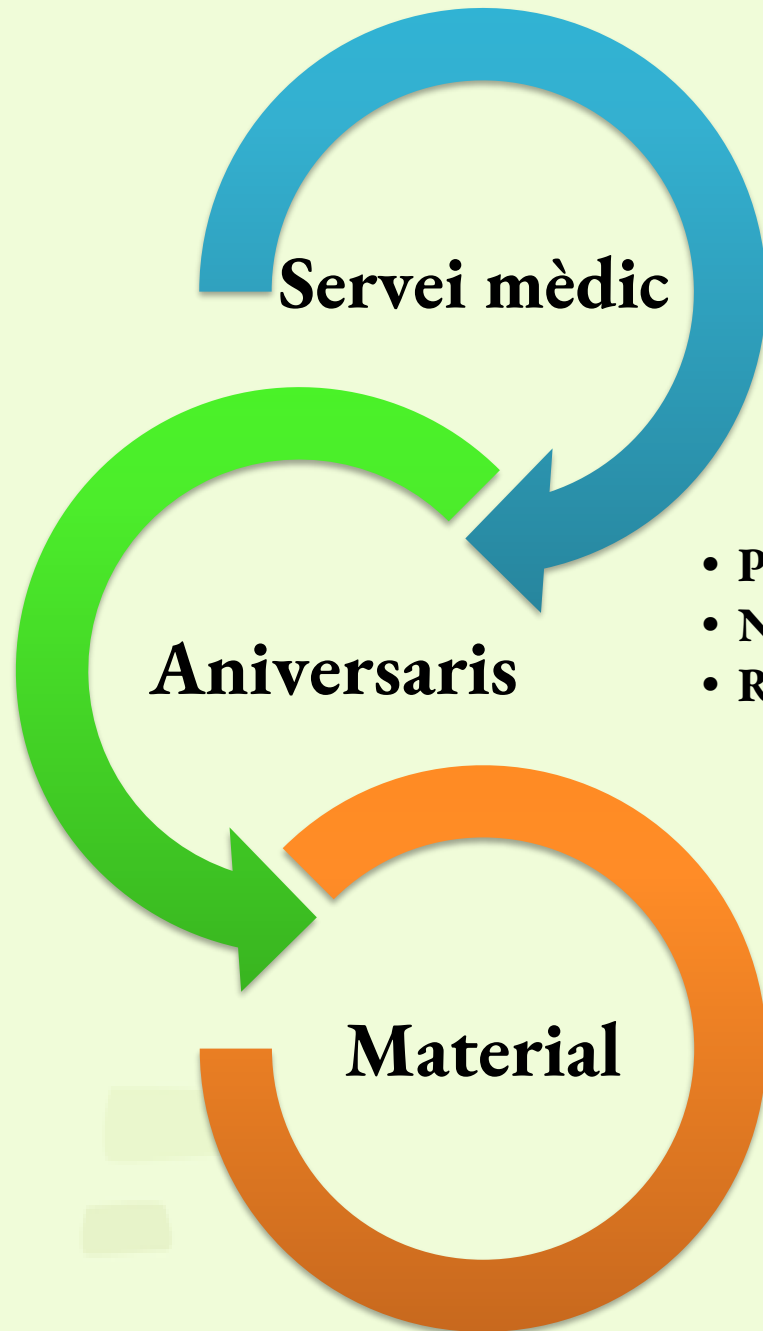 Servei mèdic
Aniversaris
• P
• N
• R
Material